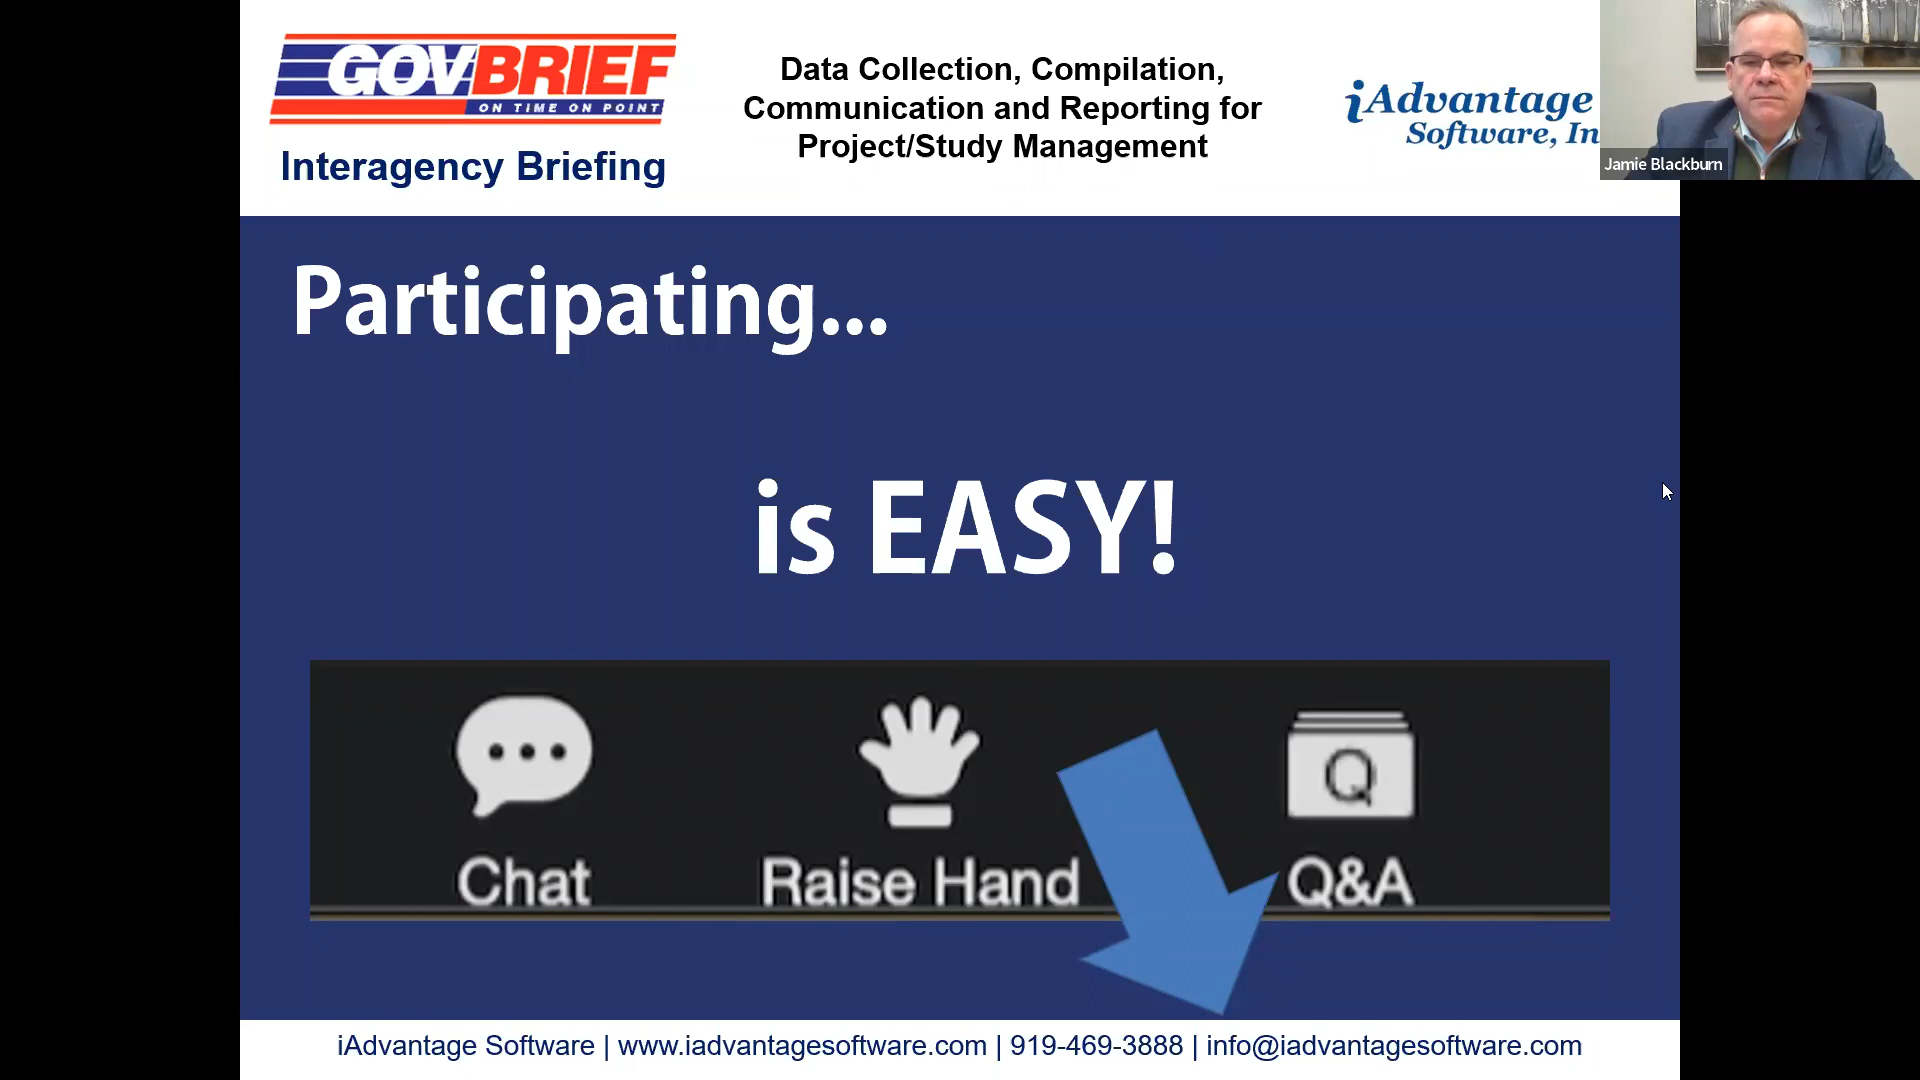 GOVBRIEF
ON TIME ON POINT
Interagency Briefing
Data Collection, Compilation,
Communication and Reporting for
Project/Study Management
iAdvantage
Software, In
Jamie Blackburn
Participating...
is EASY!
Q
Chat
Raise Hand
Q&A
iAdvantage Software | www.iadvantagesoftware.com | 919-469-3888 | info@iadvantagesoftware.com